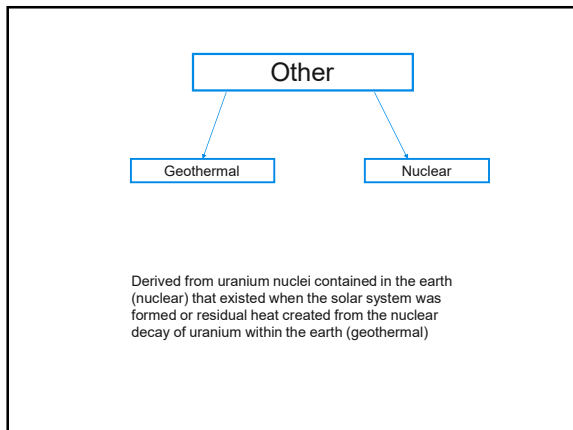 Other
Geothermal
Nuclear
Derived from uranium nuclei contained in the earth
(nuclear) that existed when the solar system was
formed or residual heat created from the nuclear
decay of uranium within the earth (geothermal)